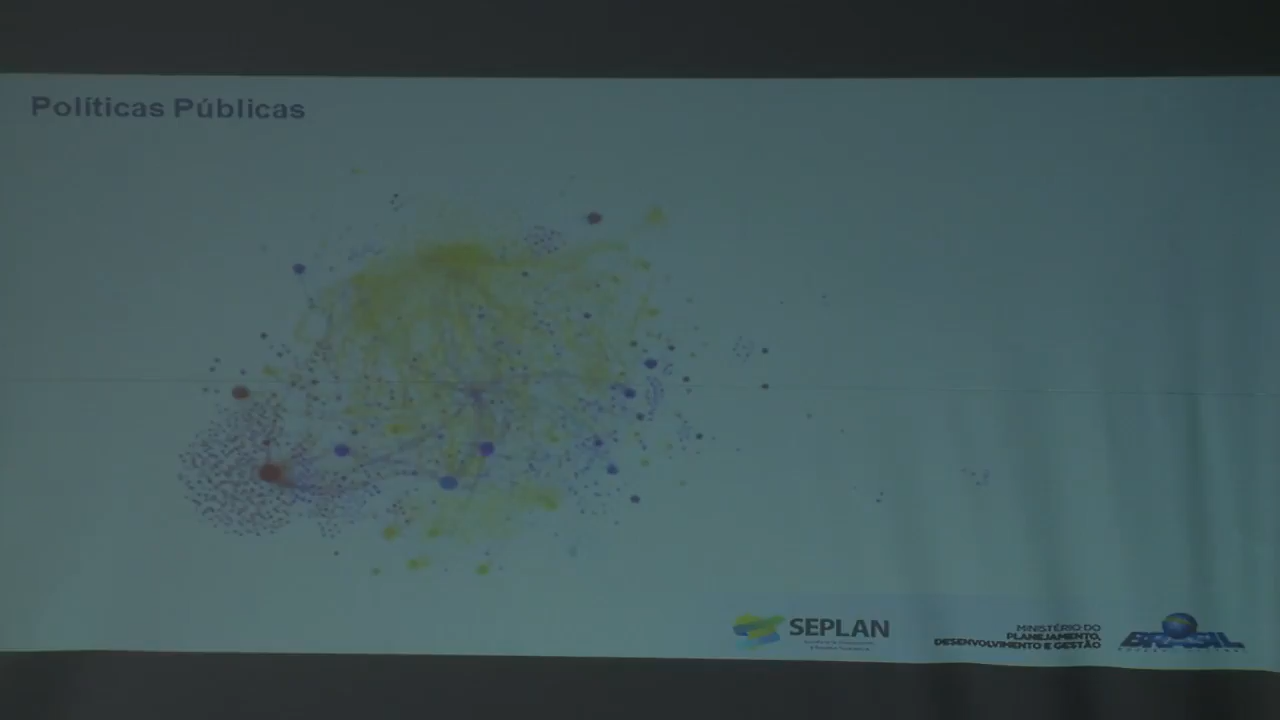 Políticas Públicas
SEPLAN
MINISTÉRIO DO
PLANEJAMENTO,
DESENVOLVIMENTO E GESTÃO
BRASIL